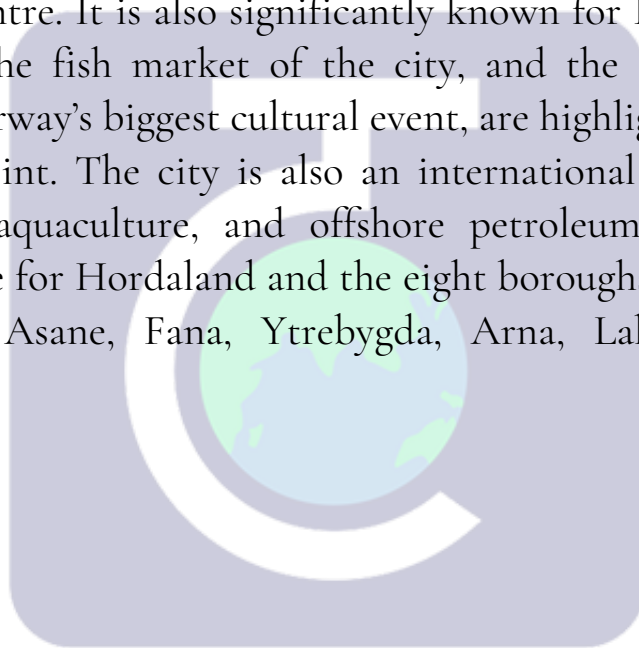 ntre. It is also significantly known for
he fish market of the city, and the
rway's biggest cultural event, are highlig
int. The city is also an international
aquaculture, and offshore petroleum
e for Hordaland and the eight borough
Asane, Fana, Ytrebygda, Arna, Lak